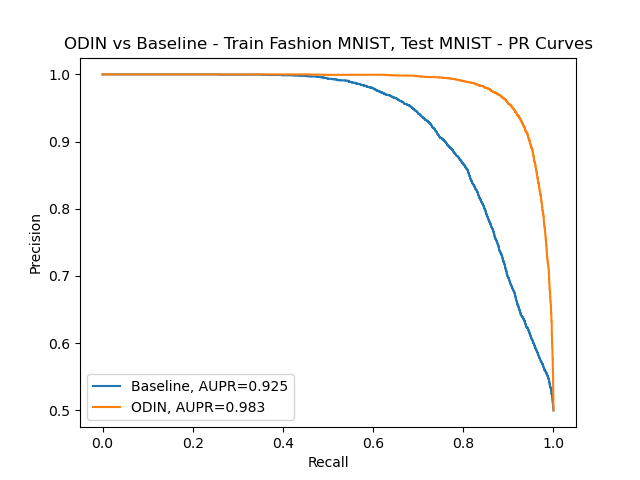 ODIN vs Baseline - Train Fashion MNIST, Test MNIST - PR Curves
1.0
0.9
0.8
0.7
0.6
0.5
Precision
Baseline, AUPR=0.925
ODIN, AUPR=0.983
0.0 0.2 0.4 0.6 0.8 1.0
Recall